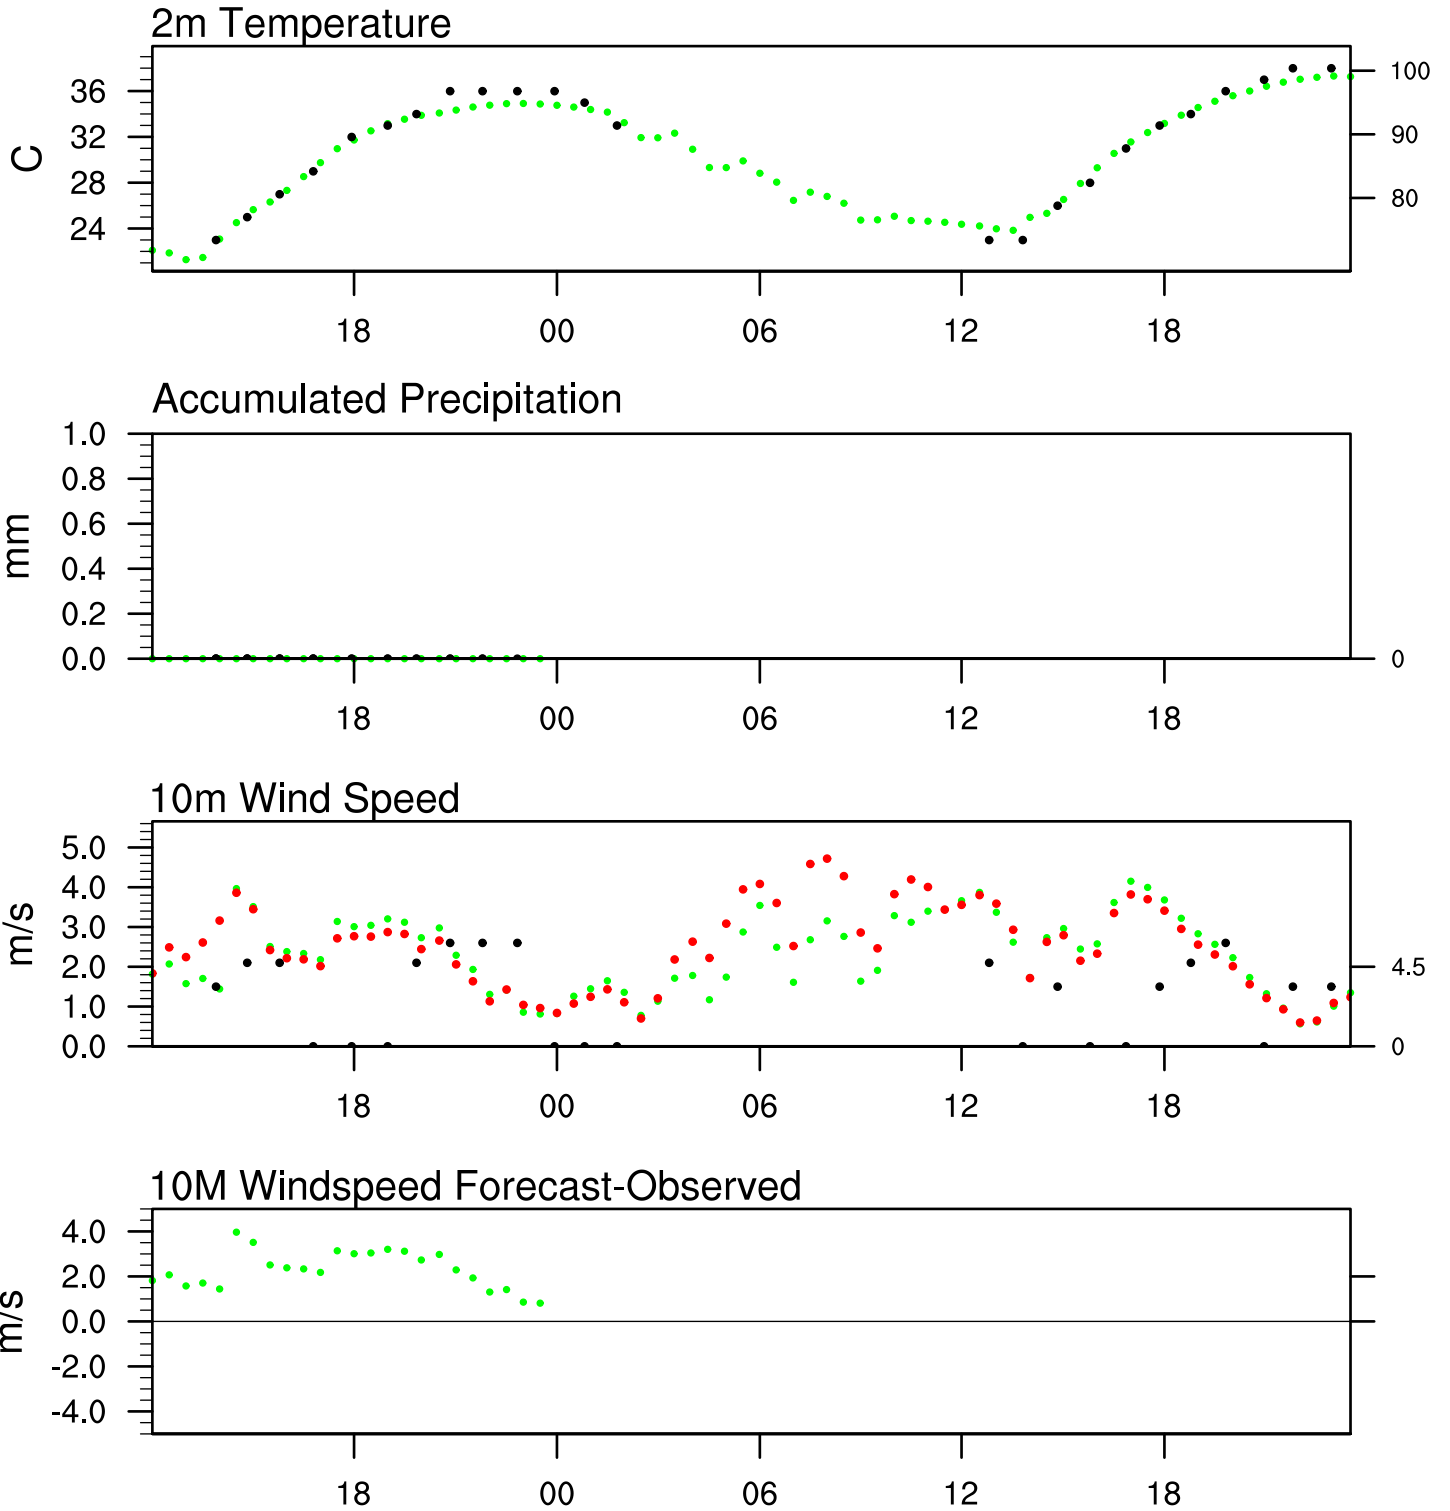 2m Temperature
C
36
32
28
24
100
90
80
18 00 06 12 18
Accumulated Precipitation
mm
1.0
0.8
0.6
0.4
0.2
0.0
0
18 00 06 12 18
10m Wind Speed
m/s
5.0
4.0
3.0
2.0
1.0
0.0
4.5
0
18 00 06 12 18
10M Windspeed Forecast-Observed
m/s
4.0
2.0
0.0
-2.0
-4.0
18 00 06 12 18